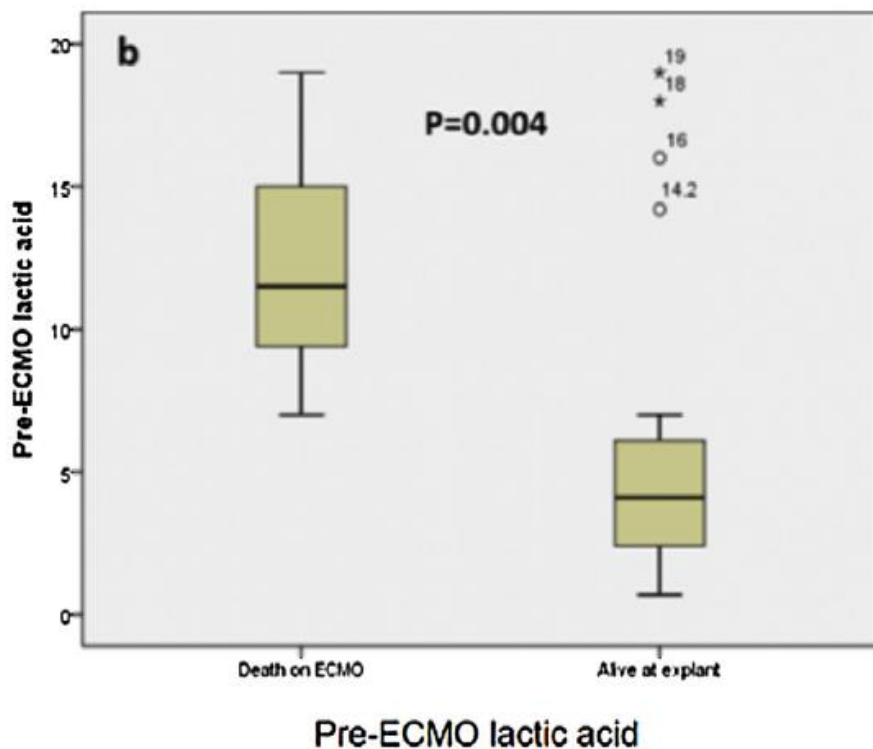 b
P=0.004
Pre-ECMO lactic acid
20
15
10
5
0
19
18
16
14.2
Death on ECMO
Alive at explant
Pre-ECMO lactic acid